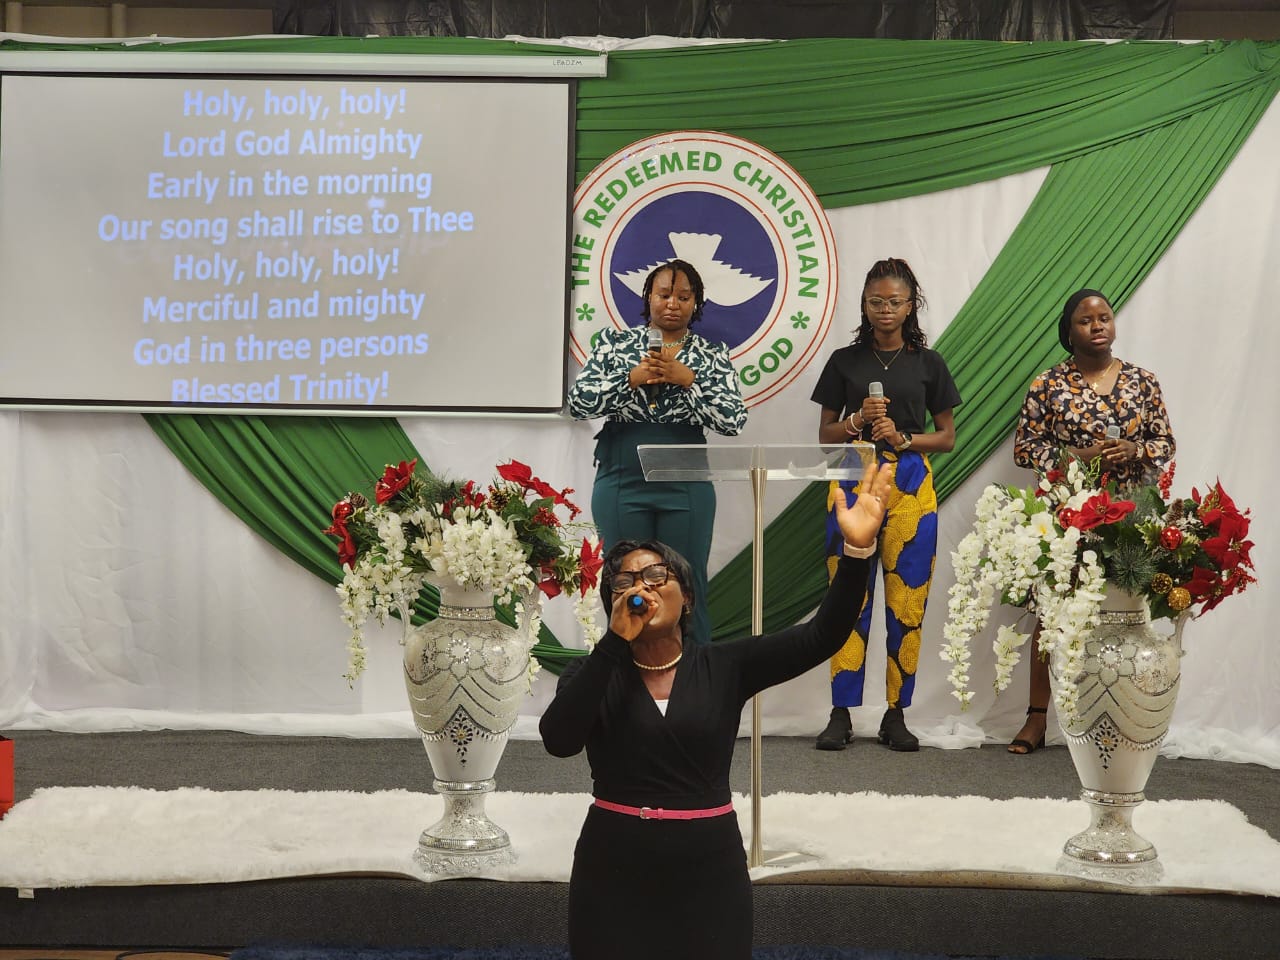 LEADZM
Holy, holy, holy!
Lord God Almighty
Early in the morning
Our song shall rise to Thee
Holy, holy, holy!
Merciful and mighty
God in three persons
Blessed Trinity!
THE REDEEMED CHRISTIAN
GOD